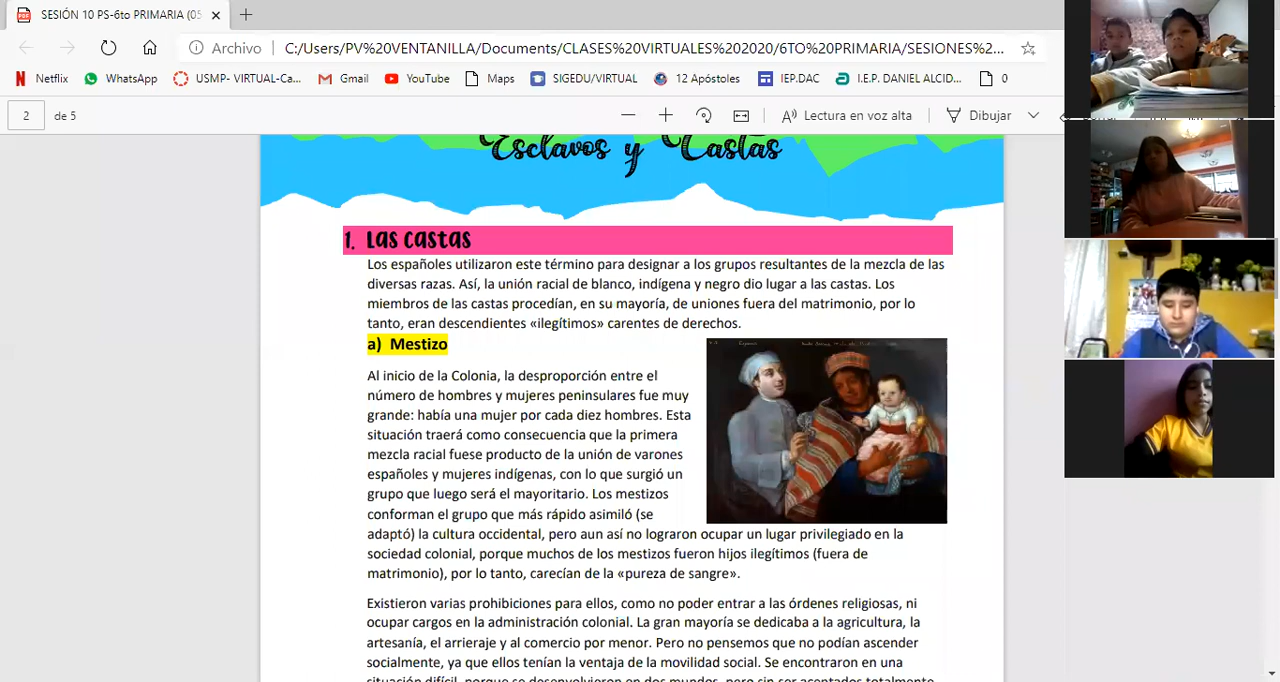 SESIÓN 10 PS-6to PRIMARIA (05
Archivo C:/Users/PV%20VENTANILLA/Documents/CLASES%20VIRTUALES%202020/6TO%20PRIMARIA/SESIONES%2...
Netflix WhatsApp USMP- VIRTUAL-Ca... Gmail YouTube Maps SIGEDU/VIRTUAL 12 Apóstoles IEP.DAC I.E.P. DANIEL ALCID... 0
2 de 5 Lectura en voz alta Dibujar
Esclavos y Castas
1. Las castas
Los españoles utilizaron este término para designar a los grupos resultantes de la mezcla de las
diversas razas. Así, la unión racial de blanco, indígena y negro dio lugar a las castas. Los
miembros de las castas procedían, en su mayoría, de uniones fuera del matrimonio, por lo
tanto, eran descendientes «ilegítimos» carentes de derechos.
a) Mestizo
Al inicio de la Colonia, la desproporción entre el
número de hombres y mujeres peninsulares fue muy
grande: había una mujer por cada diez hombres. Esta
situación traerá como consecuencia que la primera
mezcla racial fuese producto de la unión de varones
españoles y mujeres indígenas, con lo que surgió un
grupo que luego será el mayoritario. Los mestizos
conforman el grupo que más rápido asimiló (se
adaptó) la cultura occidental, pero aun así no lograron ocupar un lugar privilegiado en la
sociedad colonial, porque muchos de los mestizos fueron hijos ilegítimos (fuera de
matrimonio), por lo tanto, carecían de la «pureza de sangre».
Existieron varias prohibiciones para ellos, como no poder entrar a las órdenes religiosas, ni
ocupar cargos en la administración colonial. La gran mayoría se dedicaba a la agricultura, la
artesanía, el arrieraje y al comercio por menor. Pero no pensemos que no podían ascender
socialmente, ya que ellos tenían la ventaja de la movilidad social. Se encontraron en una
situación difícil, porque se desenvolvieron en dos mundos, pero sin ser aceptados totalmente